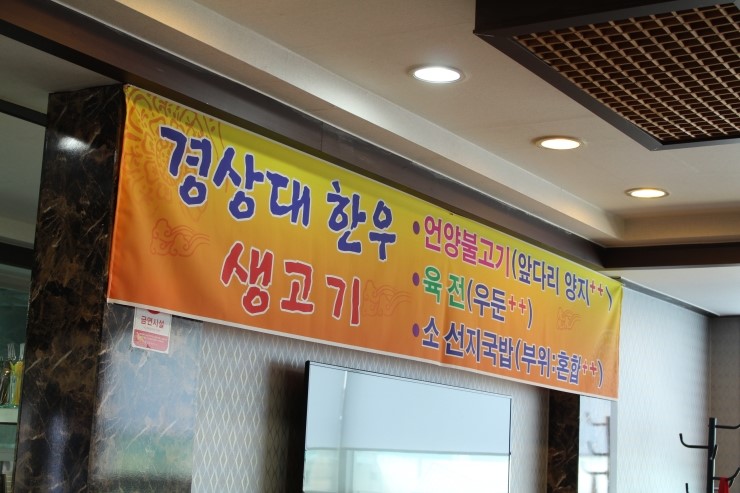 경상대 한우
생고기
•언양불고기(앞다리 양지++)
•육전(우둔++)
•소 선지국밥(부위:혼합++)
금연시설